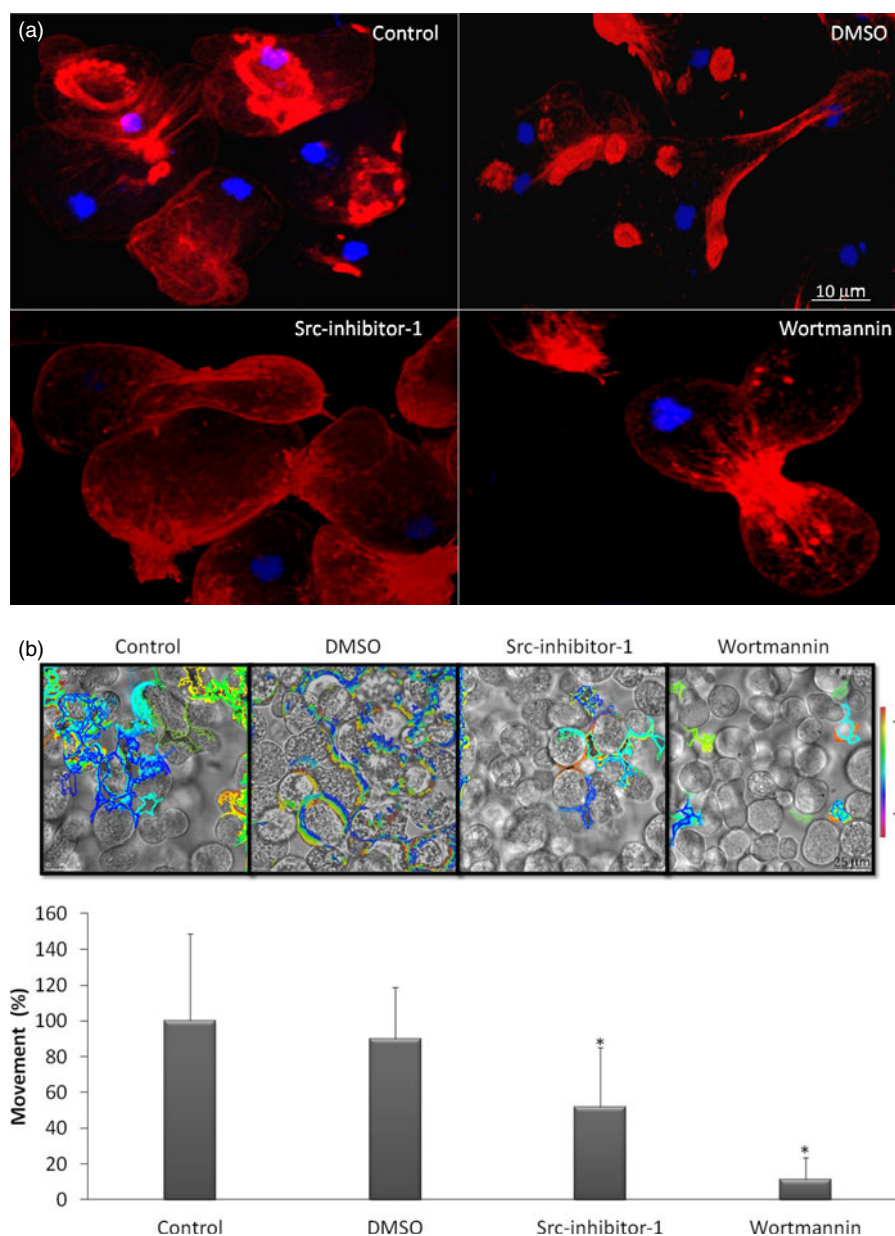 (a)
Control
DMSO
10 μm
Src-inhibitor-1
Wortmannin
(b)
Control
DMSO
Src-inhibitor-1
Wortmannin
25 μm
Movement (%)
160
140
120
100
80
60
40
20
0
*
*
Control
DMSO
Src-inhibitor-1
Wortmannin